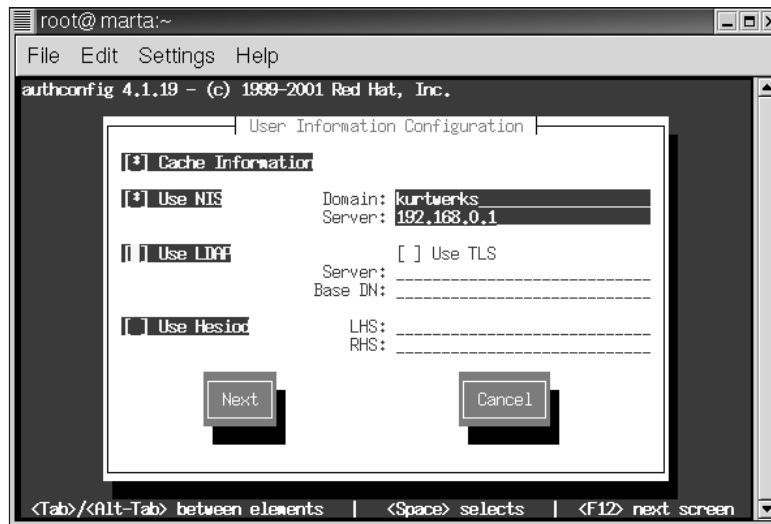 root@ marta:~
File Edit Settings Help
authconfig 4.1.19 - (c) 1999-2001 Red Hat, Inc.
User Information Configuration
[*] Cache Information
[*] Use NIS Domain: kurtwerks
Server: 192.168.0.1
[ ] Use LDAP [ ] Use TLS
Server:
Base DN:
[ ] Use Hesiod LHS:
RHS:
Next Cancel
<Tab>/<Alt-Tab> between elements | <Space> selects | <F12> next screen